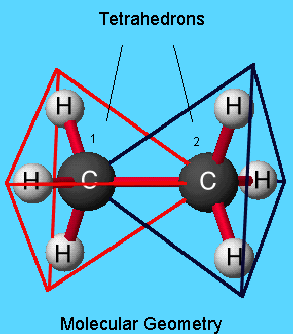 Tetrahedrons
H H
1 2
H C C H
H H
Molecular Geometry